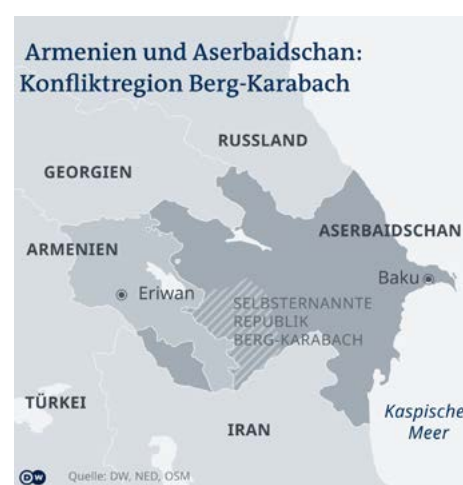 Armenien und Aserbaidschan:
Konfliktregion Berg-Karabach
RUSSLAND
GEORGIEN
ASERBAIDSCHAN
ARMENIEN
Baku
Eriwan
SELBSTERNANNTE
REPUBLIK
BERG-KARABACH
TÜRKEI
Kaspische
Meer
IRAN
DW Quelle: DW, NED, OSM